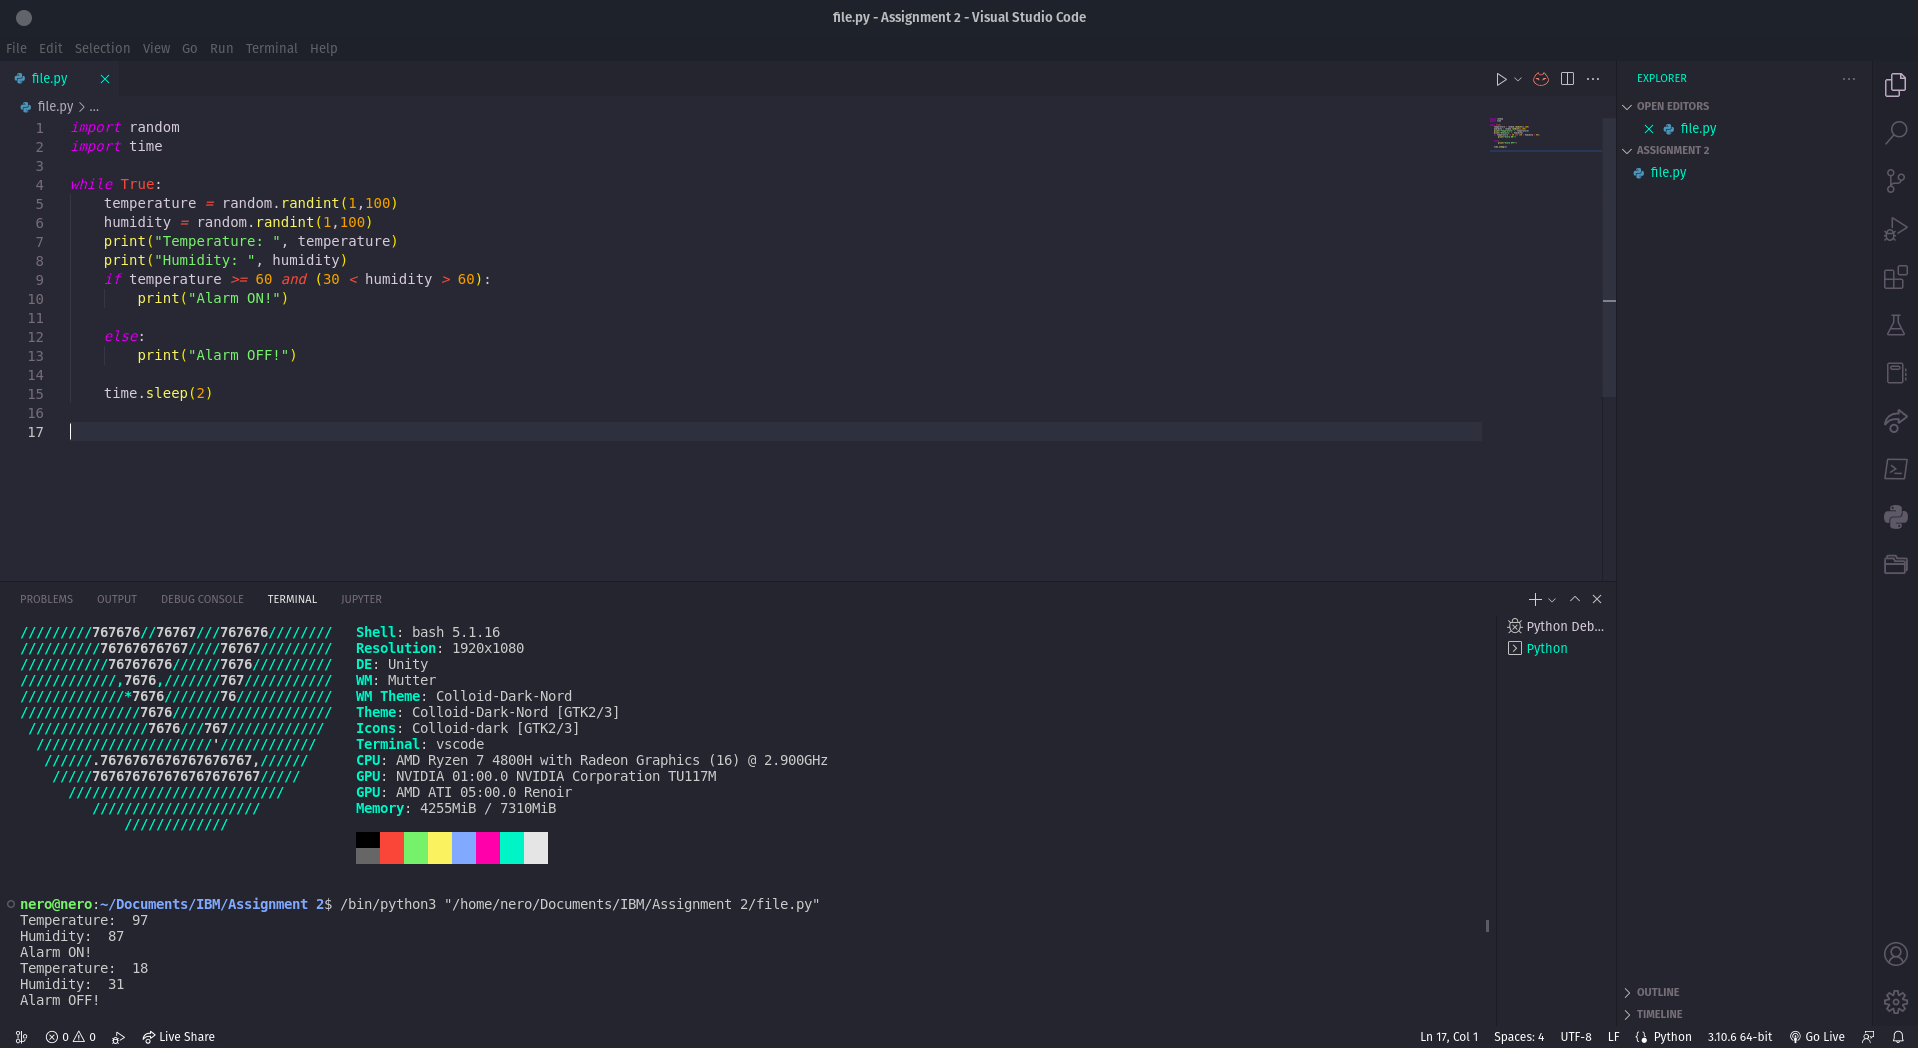 file.py - Assignment 2 - Visual Studio Code
File Edit Selection View Go Run Terminal Help
file.py
file.py > ...
1 import random
2 import time
3
4 while True:
5     temperature = random.randint(1,100)
6     humidity = random.randint(1,100)
7     print("Temperature: ", temperature)
8     print("Humidity: ", humidity)
9     if temperature >= 60 and (30 < humidity > 60):
10         print("Alarm ON!")
11
12     else:
13         print("Alarm OFF!")
14
15     time.sleep(2)
16
17
EXPLORER
OPEN EDITORS
file.py
ASSIGNMENT 2
file.py
OUTLINE
TIMELINE
PROBLEMS OUTPUT DEBUG CONSOLE TERMINAL JUPYTER
Python Deb...
Python
/////////767676//76767///767676////////   Shell: bash 5.1.16
//////////76767676767////76767/////////   Resolution: 1920x1080
///////////76767676//////7676//////////   DE: Unity
////////////,7676,///////767///////////   WM: Mutter
/////////////*7676///////76////////////   WM Theme: Colloid-Dark-Nord
///////////////7676////////////////////   Theme: Colloid-Dark-Nord [GTK2/3]
 ///////////////7676///767////////////    Icons: Colloid-dark [GTK2/3]
  //////////////////////'////////////     Terminal: vscode
   //////.7676767676767676767,//////      CPU: AMD Ryzen 7 4800H with Radeon Graphics (16) @ 2.900GHz
    /////767676767676767676767/////       GPU: NVIDIA 01:00.0 NVIDIA Corporation TU117M
      ///////////////////////////         GPU: AMD ATI 05:00.0 Renoir
         /////////////////////            Memory: 4255MiB / 7310MiB
             /////////////
nero@nero:~/Documents/IBM/Assignment 2$ /bin/python3 "/home/nero/Documents/IBM/Assignment 2/file.py"
Temperature:  97
Humidity:  87
Alarm ON!
Temperature:  18
Humidity:  31
Alarm OFF!
0 0 Live Share Ln 17, Col 1 Spaces: 4 UTF-8 LF Python 3.10.6 64-bit Go Live